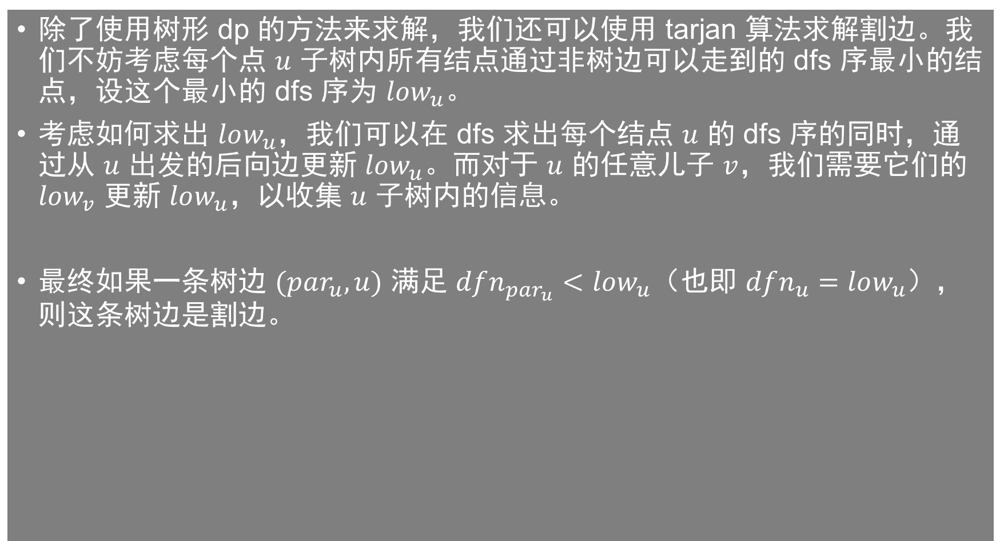 • 除了使用树形 dp 的方法来求解，我们还可以使用 tarjan 算法求解割边。我
们不妨考虑每个点 u 子树内所有结点通过非树边可以走到的 dfs 序最小的结
点，设这个最小的 dfs 序为 low_u。
• 考虑如何求出 low_u，我们可以在 dfs 求出每个结点 u 的 dfs 序的同时，通
过从 u 出发的后向边更新 low_u。而对于 u 的任意儿子 v，我们需要它们的
low_v 更新 low_u，以收集 u 子树内的信息。
• 最终如果一条树边 (par_u, u) 满足 dfn_{par_u} < low_u（也即 dfn_u = low_u），
则这条树边是割边。